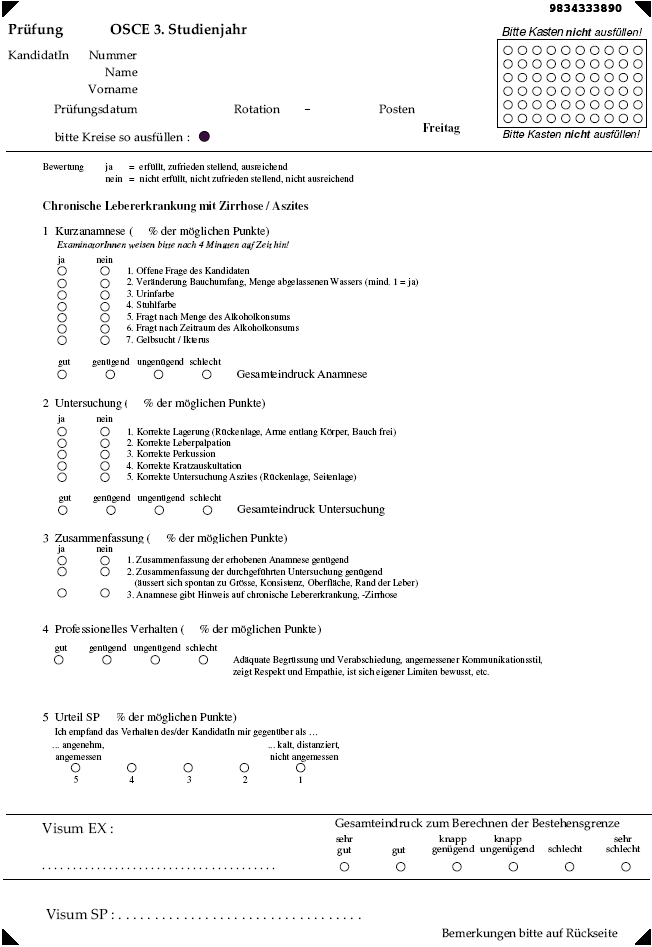 9834333890
Prüfung OSCE 3. Studienjahr
Bitte Kasten nicht ausfüllen!
KandidatIn Nummer
Name
Vorname
Prüfungsdatum Rotation – Posten
Freitag
Bitte Kasten nicht ausfüllen!
bitte Kreise so ausfüllen :
Bewertung ja = erfüllt, zufrieden stellend, ausreichend
nein = nicht erfüllt, nicht zufrieden stellend, nicht ausreichend
Chronische Lebererkrankung mit Zirrhose / Aszites
1 Kurzanamnese ( % der möglichen Punkte)
ExaminatorInnen weisen bitte nach 4 Minuten auf Zeit hin!
ja nein
1. Offene Frage des Kandidaten
2. Veränderung Bauchumfang, Menge abgelassenen Wassers (mind. 1 = ja)
3. Urinfarbe
4. Stuhlfarbe
5. Fragt nach Menge des Alkoholkonsums
6. Fragt nach Zeitraum des Alkoholkonsums
7. Gelbsucht / Ikterus
gut genügend ungenügend schlecht
Gesamteindruck Anamnese
2 Untersuchung ( % der möglichen Punkte)
ja nein
1. Korrekte Lagerung (Rückenlage, Arme entlang Körper, Bauch frei)
2. Korrekte Leberpalpation
3. Korrekte Perkussion
4. Korrekte Kratzauskultation
5. Korrekte Untersuchung Aszites (Rückenlage, Seitenlage)
gut genügend ungenügend schlecht
Gesamteindruck Untersuchung
3 Zusammenfassung ( % der möglichen Punkte)
ja nein
1. Zusammenfassung der erhobenen Anamnese genügend
2. Zusammenfassung der durchgeführten Untersuchung genügend
(äussert sich spontan zu Grösse, Konsistenz, Oberfläche, Rand der Leber)
3. Anamnese gibt Hinweis auf chronische Lebererkrankung, -Zirrhose
4 Professionelles Verhalten ( % der möglichen Punkte)
gut genügend ungenügend schlecht
Adäquate Begrüssung und Verabschiedung, angemessener Kommunikationsstil,
zeigt Respekt und Empathie, ist sich eigener Limiten bewusst, etc.
5 Urteil SP % der möglichen Punkte)
Ich empfand das Verhalten des/der KandidatIn mir gegenüber als …
... angenehm, ... kalt, distanziert,
angemessen nicht angemessen
5 4 3 2 1
Visum EX : Gesamteindruck zum Berechnen der Bestehensgrenze
sehr knapp knapp sehr
gut gut genügend ungenügend schlecht schlecht
. . . . . . . . . . . . . . . . . . . . . . . . . . . . . . . . . . . . . .
Visum SP : . . . . . . . . . . . . . . . . . . . . . . . . . . . . . . . . . .
Bemerkungen bitte auf Rückseite